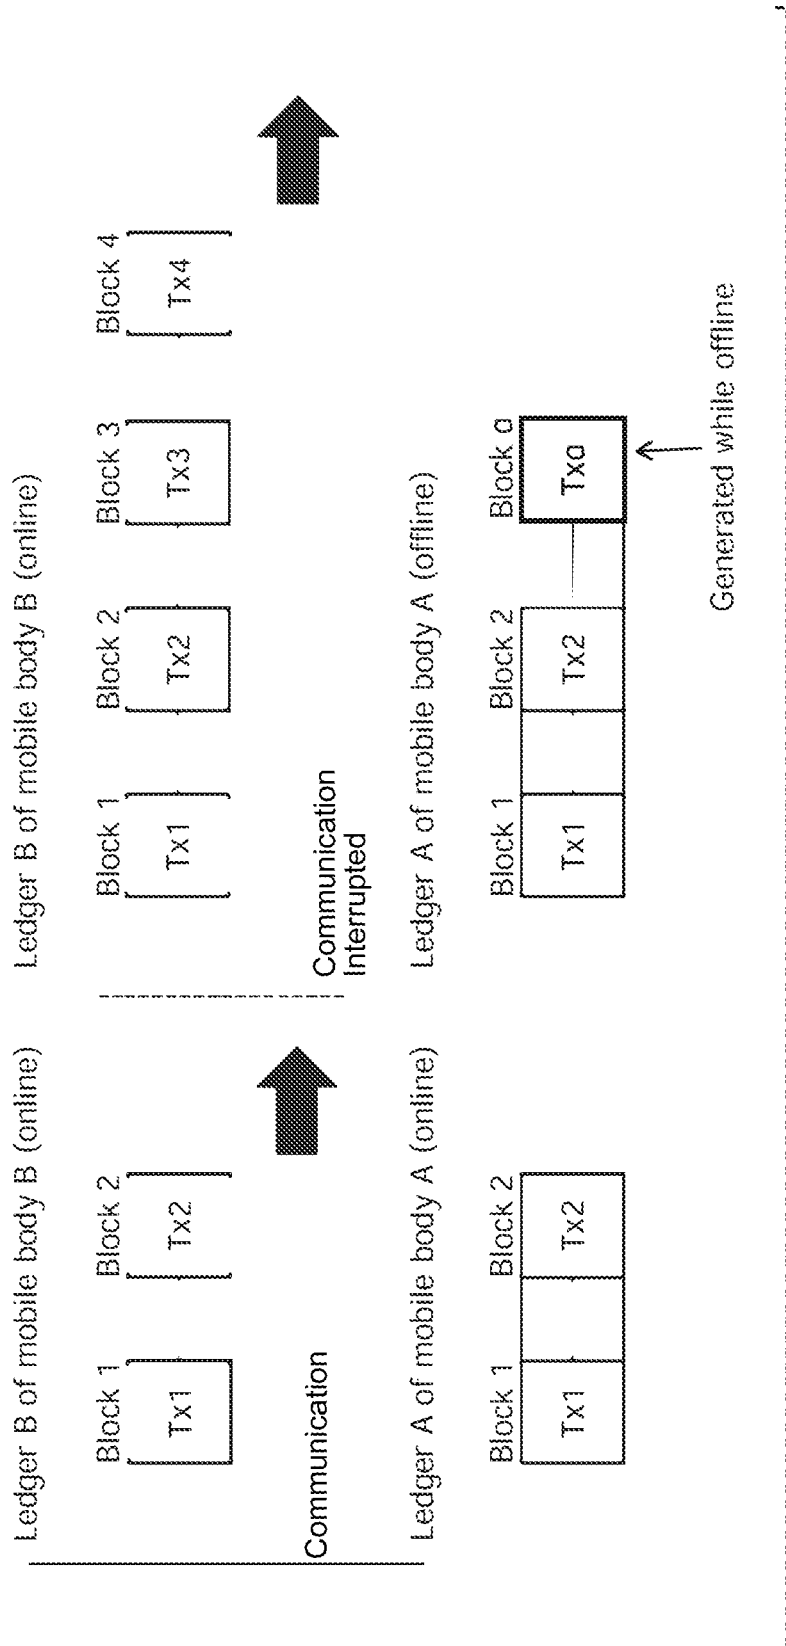 Ledger B of mobile body B (online)
Block 1
Block 2
Tx1
Tx2
Communication
Ledger A of mobile body A (online)
Block 1
Block 2
Tx1
Tx2
Ledger B of mobile body B (online)
Block 1
Block 2
Block 3
Block 4
Tx1
Tx2
Tx3
Tx4
Communication
Interrupted
Ledger A of mobile body A (offline)
Block 1
Block 2
Block a
Tx1
Tx2
Txa
Generated while offline